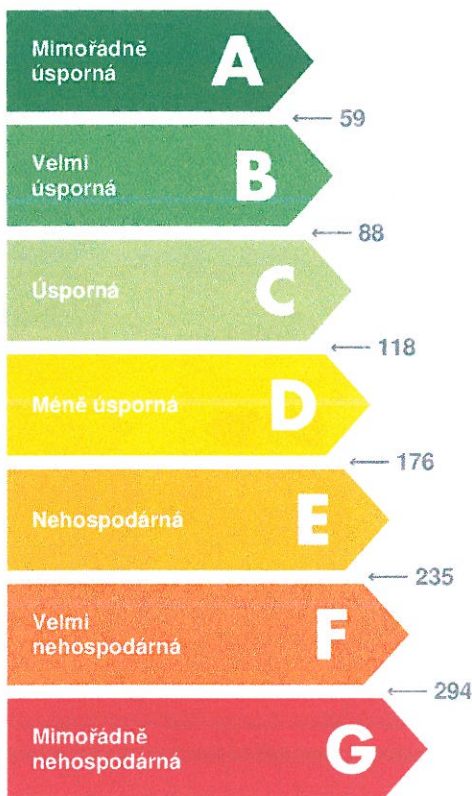 Mimořádně
úsporná
A
← 59
Velmi
úsporná
B
← 88
Úsporná
C
← 118
Méně úsporná
D
← 176
Nehospodárná
E
← 235
Velmi
nehospodárná
F
← 294
Mimořádně
nehospodárná
G